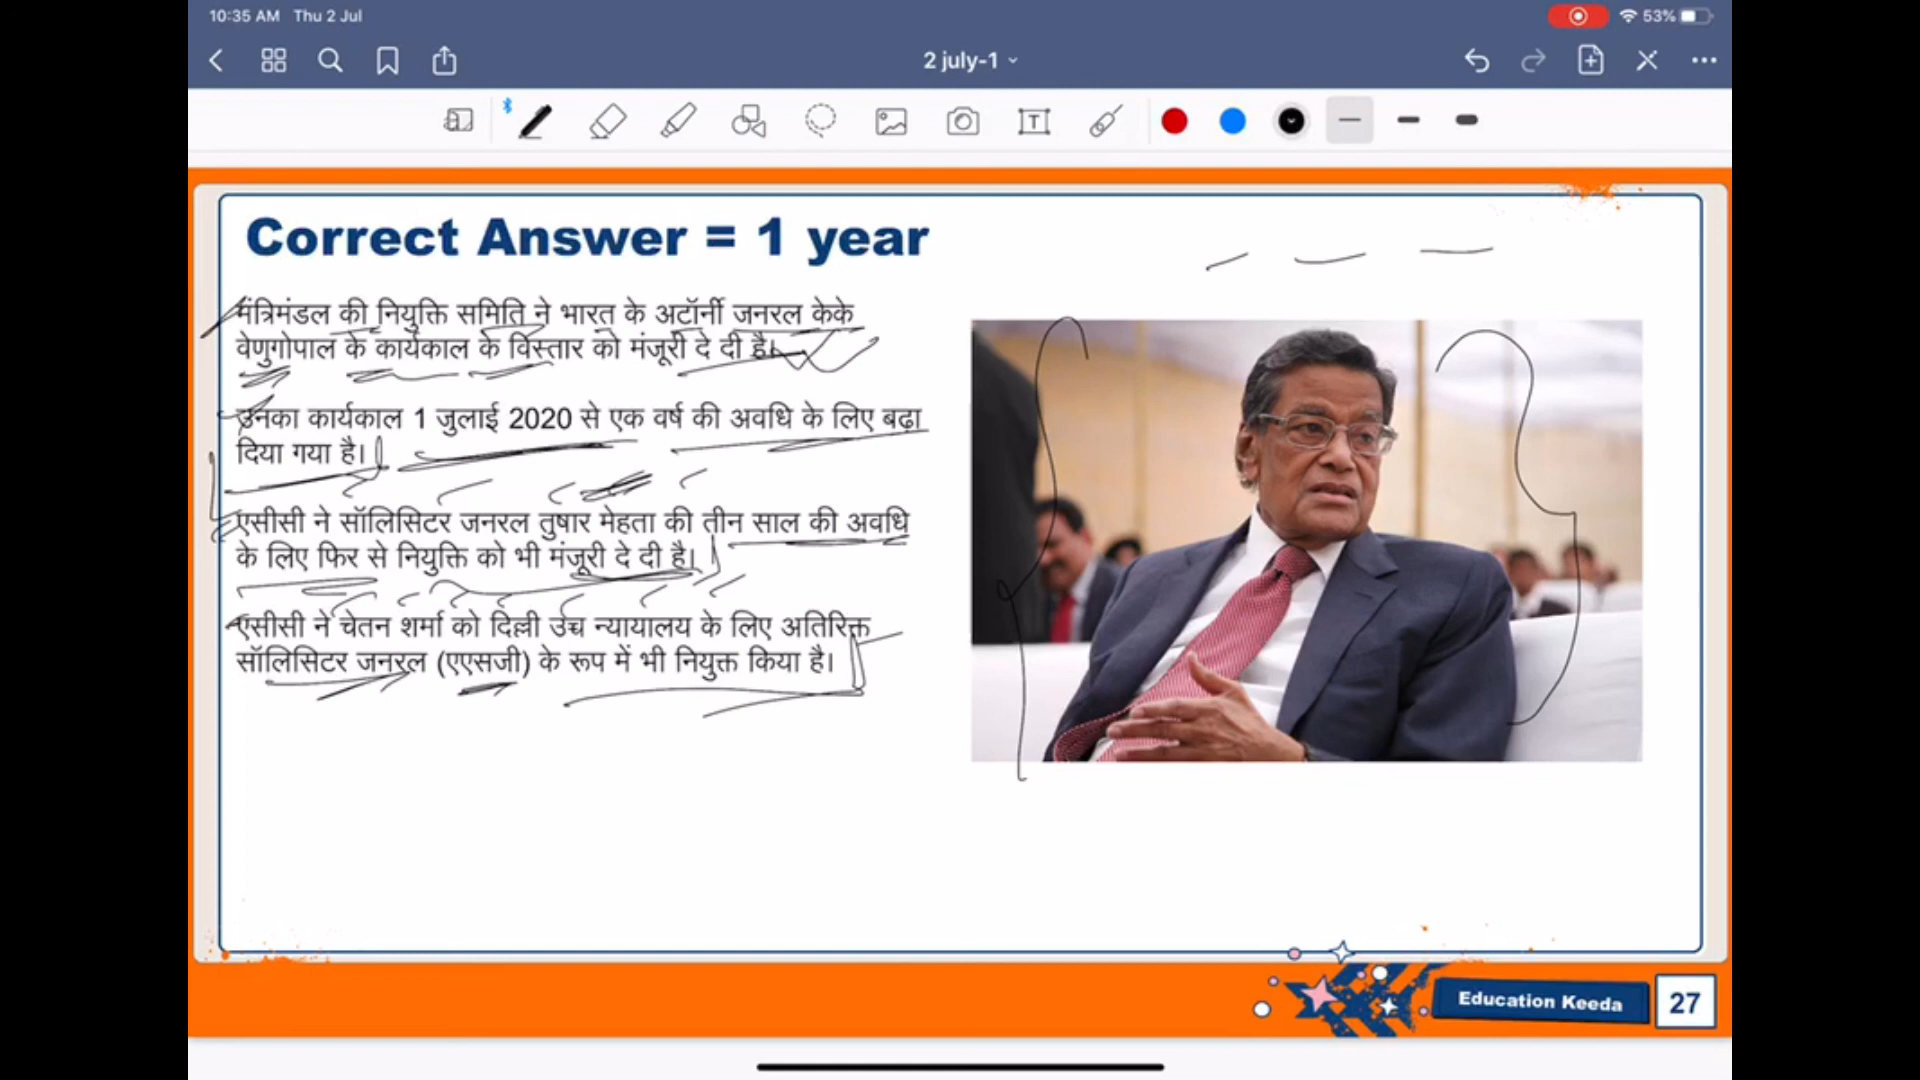 10:35 AM Thu 2 Jul
53%
2 july-1
T
Correct Answer = 1 year
मंत्रिमंडल की नियुक्ति समिति ने भारत के अटॉर्नी जनरल केके
वेणुगोपाल के कार्यकाल के विस्तार को मंजूरी दे दी है।
उनका कार्यकाल 1 जुलाई 2020 से एक वर्ष की अवधि के लिए बढ़ा
दिया गया है।
एसीसी ने सॉलिसिटर जनरल तुषार मेहता की तीन साल की अवधि
के लिए फिर से नियुक्ति को भी मंजूरी दे दी है।
एसीसी ने चेतन शर्मा को दिल्ली उच्च न्यायालय के लिए अतिरिक्त
सॉलिसिटर जनरल (एएसजी) के रूप में भी नियुक्त किया है।
Education Keeda
27